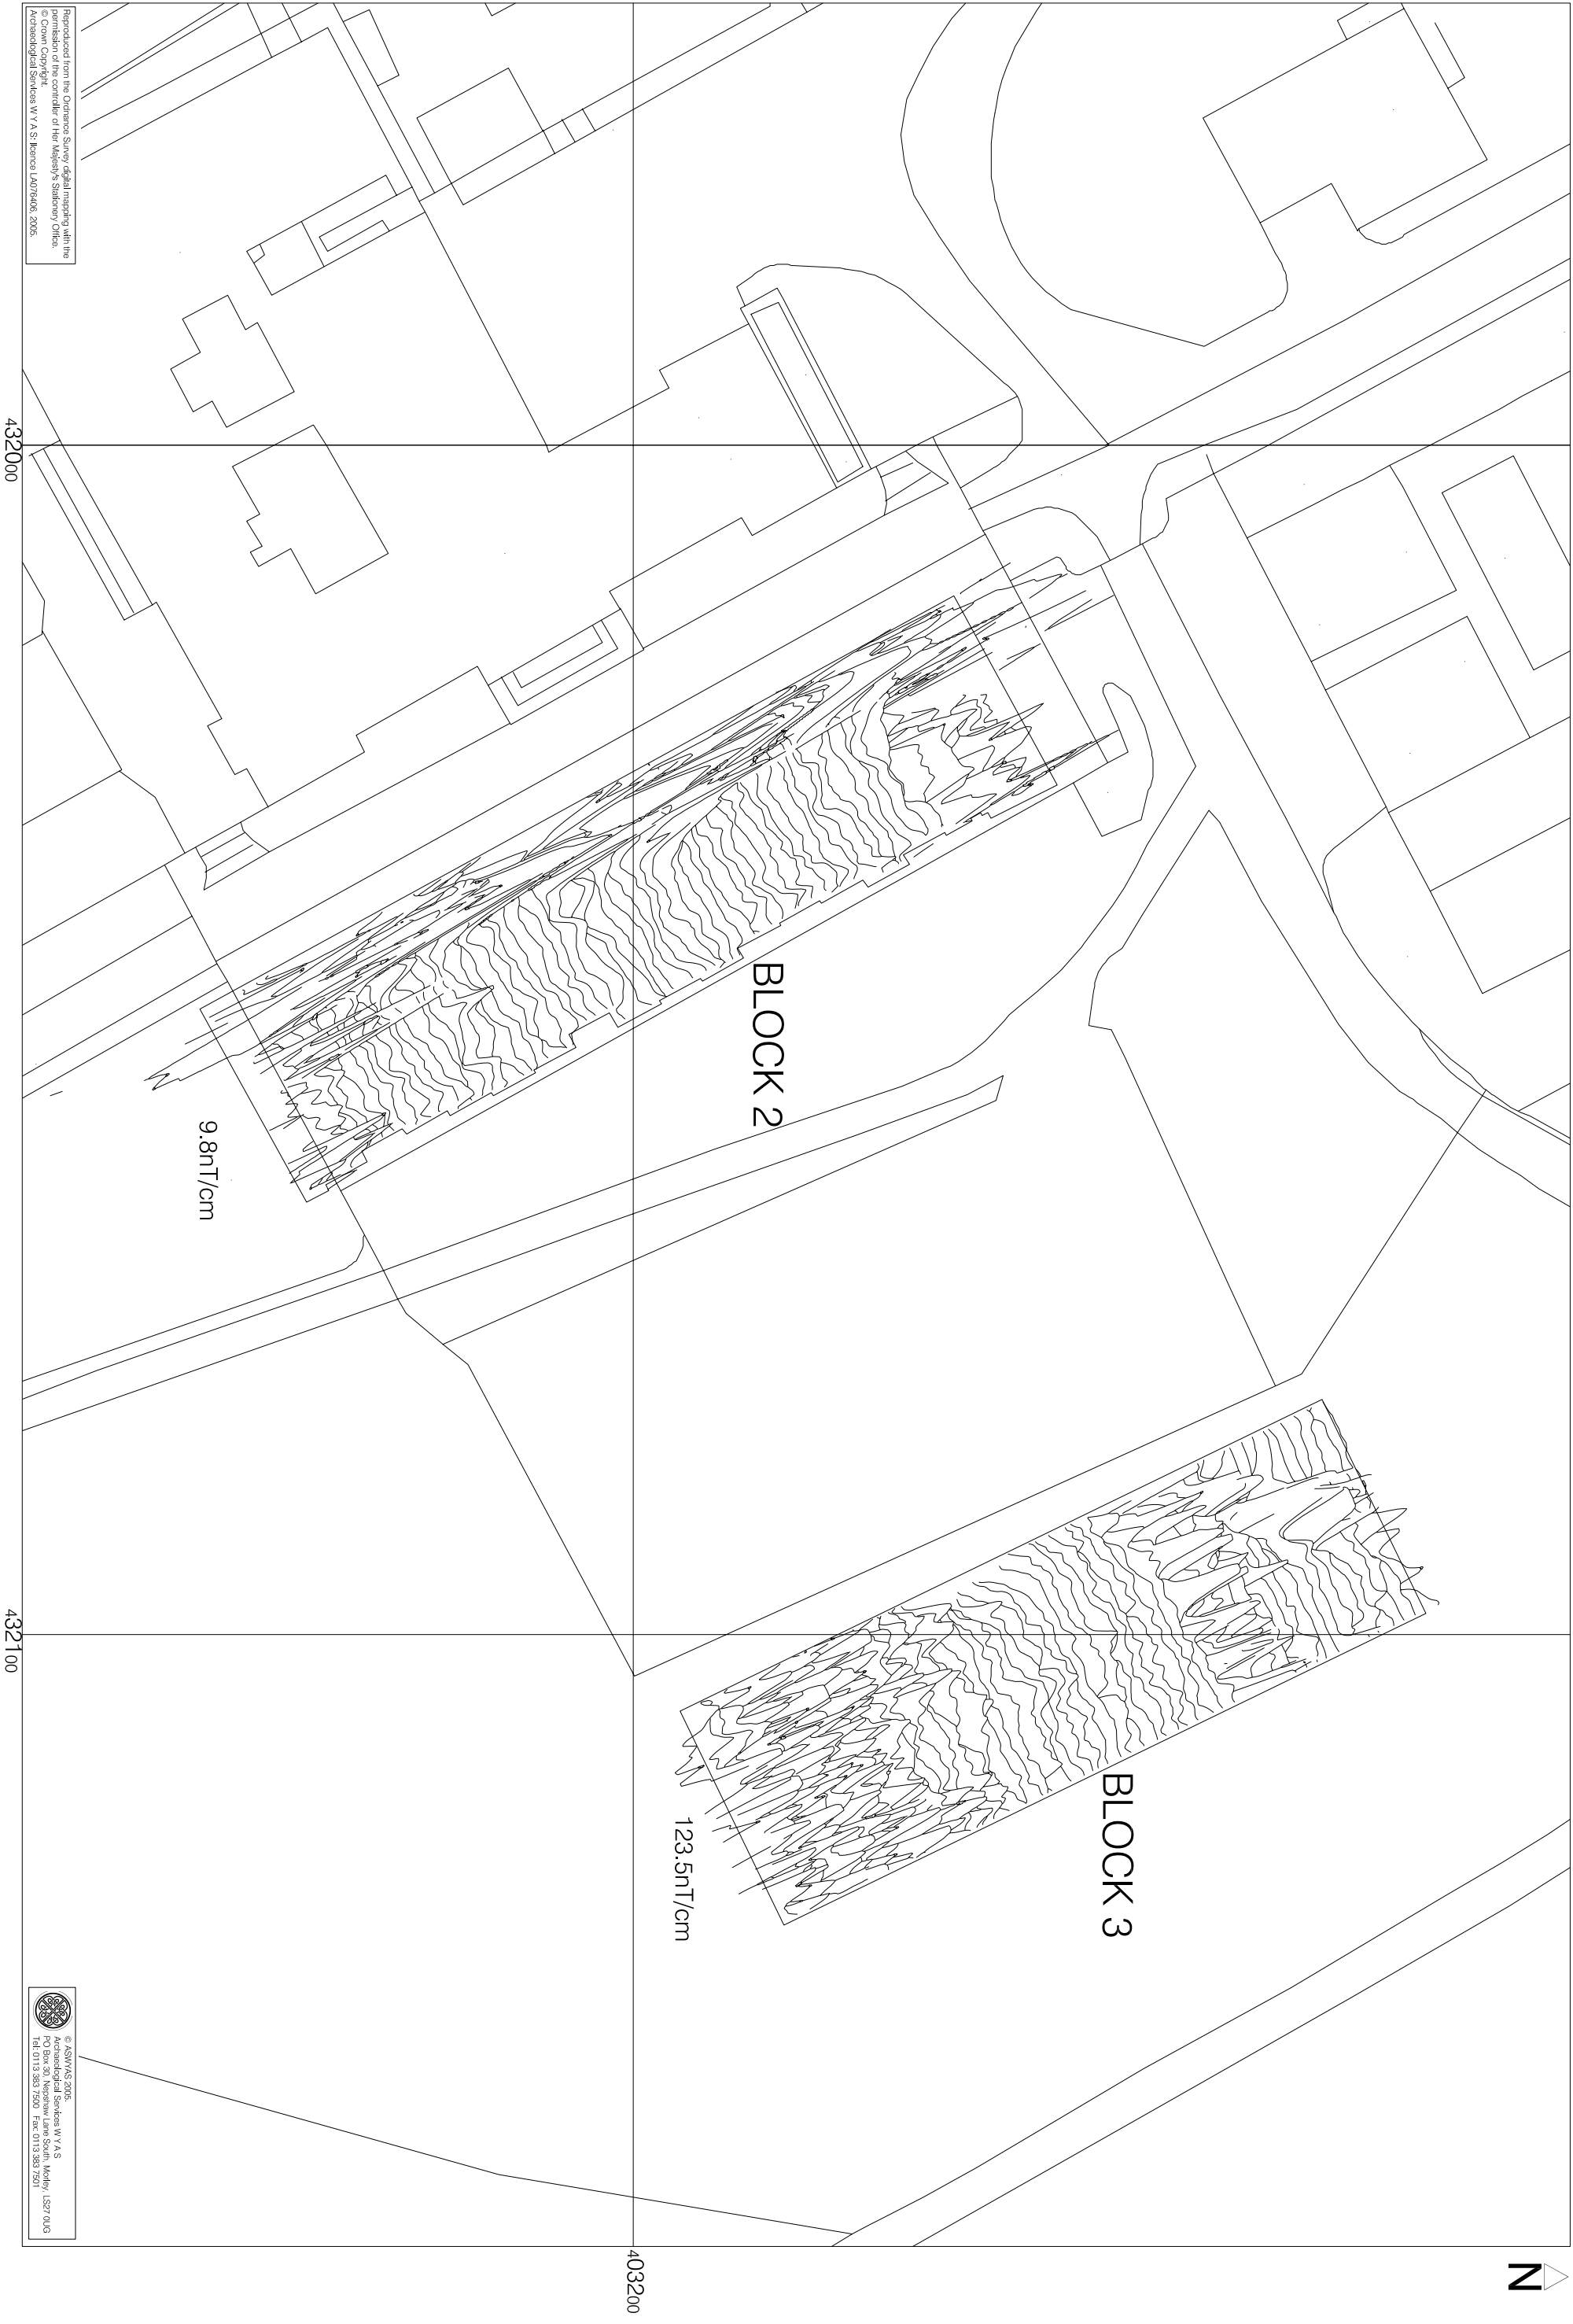 Reproduced from the Ordnance Survey digital mapping with the
permission of the controller of Her Majesty's Stationery Office.
© Crown Copyright.
Archaeological Services W Y A S: licence LA076406, 2005.
43200
BLOCK 2
9.8nT/cm
43210
BLOCK 3
123.5nT/cm
© ASWYAS 2005.
Archaeological Services W Y A S
PO Box 30, Nepshaw Lane South, Morley, LS27 0UG
Tel: 0113 383 7500 Fax: 0113 383 7501
403200
N